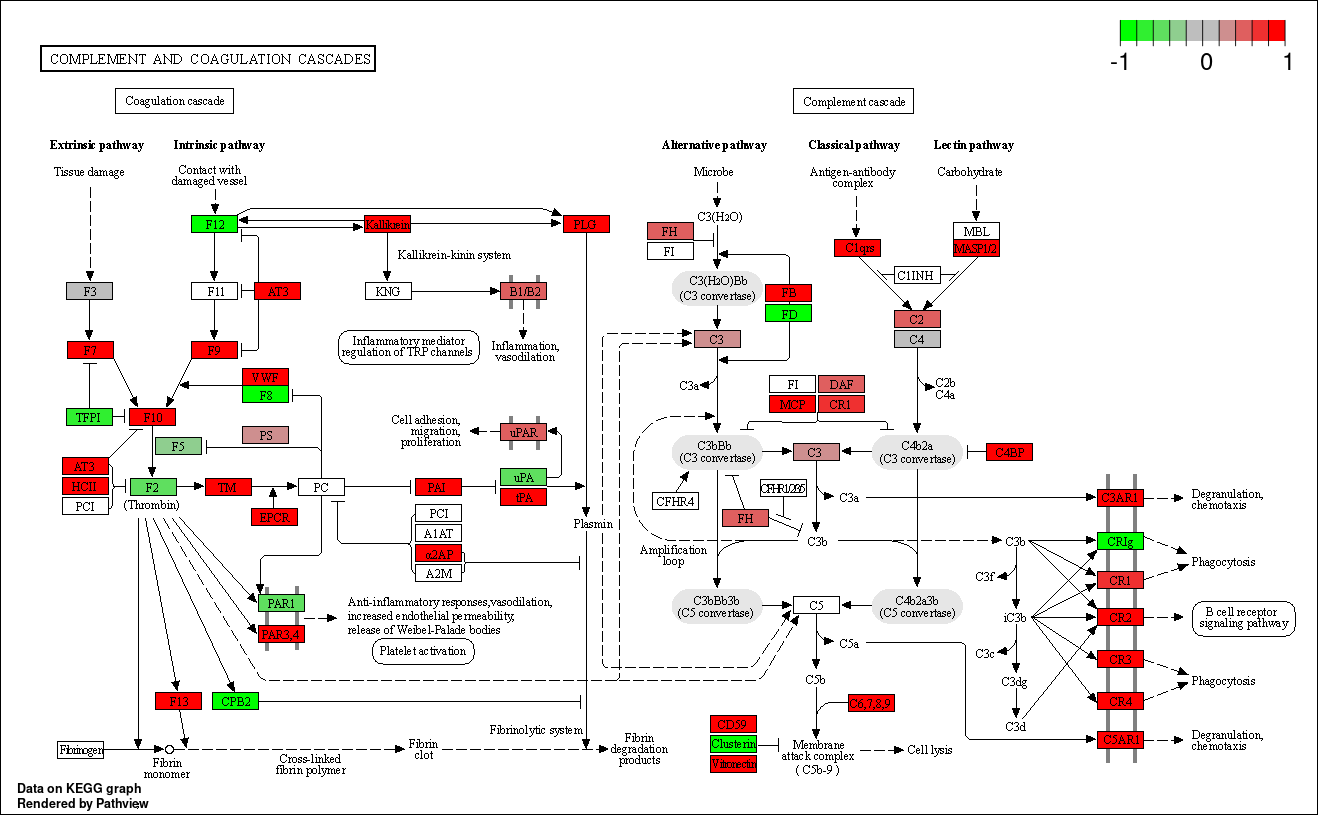 COMPLEMENT AND COAGULATION CASCADES
-1 0 1
Coagulation cascade
Complement cascade
Extrinsic pathway
Intrinsic pathway
Alternative pathway
Classical pathway
Lectin pathway
Tissue damage
Contact with
damaged vessel
Microbe
Antigen-antibody
complex
Carbohydrate
F12
Kallikrein
PLG
C3(H2O)
FH
FI
MBL
MASP1/2
C1qrs
C1INH
Kallikrein-kinin system
F3
F11
AT3
KNG
B1/B2
C3(H2O)Bb
(C3 convertase)
FB
FD
C2
C4
Inflammatory mediator
regulation of TRP channels
Inflammation,
vasodilation
F7
F9
C3
VWF
F8
C3a
FI
DAF
MCP
CR1
C2b
C4a
TFPI
F10
F5
PS
Cell adhesion,
migration,
proliferation
uPAR
C3bBb
(C3 convertase)
C3
C4b2a
(C3 convertase)
C4BP
AT3
HCII
PCI
F2
(Thrombin)
TM
PC
PAI
uPA
tPA
CFHR4
C3a
C3AR1
Degranulation,
chemotaxis
EPCR
PCI
A1AT
α2AP
A2M
Plasmin
FH
Amplification
loop
C3b
C3b
CRIg
Phagocytosis
C3f
CR1
PAR1
PAR3,4
Anti-inflammatory responses,vasodilation,
increased endothelial permeability,
release of Weibel-Palade bodies
Platelet activation
C3bBb3b
(C5 convertase)
C5
C4b2a3b
(C5 convertase)
iC3b
CR2
B cell receptor
signaling pathway
C5a
C3c
CR3
C5b
C3dg
Phagocytosis
F13
CPB2
C6,7,8,9
CR4
C3d
Fibrinolytic system
CD59
Clusterin
Vitronectin
C5AR1
Degranulation,
chemotaxis
Fibrinogen
Fibrin
monomer
Cross-linked
fibrin polymer
Fibrin
clot
Fibrin
degradation
products
Membrane
attack complex
( C5b-9 )
Cell lysis
Data on KEGG graph
Rendered by Pathview